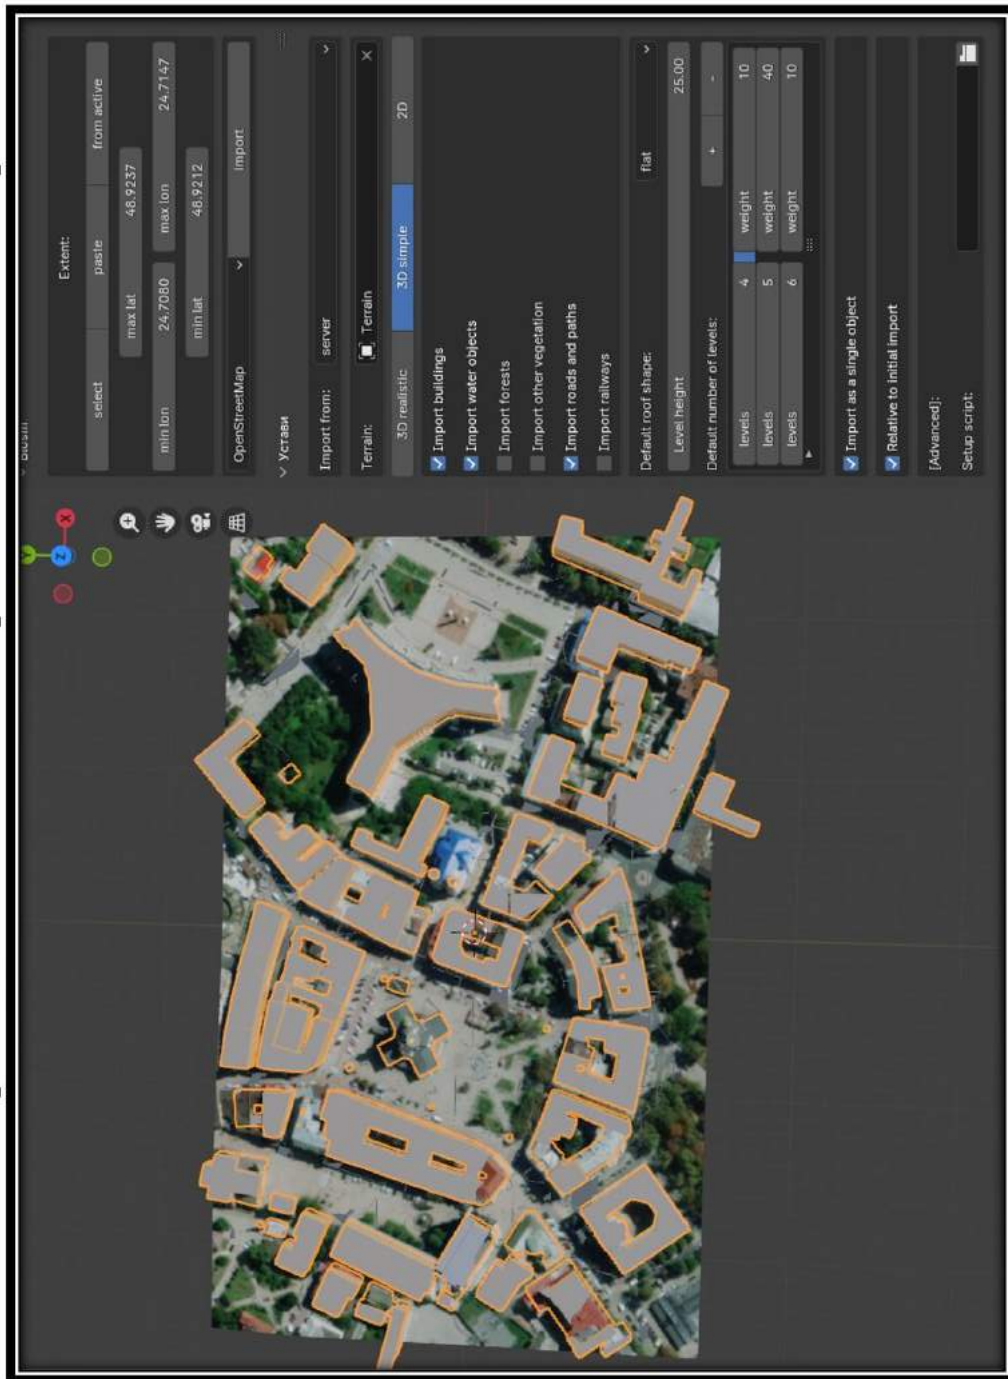 Extent:
select paste from active
max lat 48.9237
min lon 24.7080 max lon 24.7147
min lat 48.9212
OpenStreetMap import
Устави
Import from: server
Terrain: Terrain
3D realistic 3D simple 2D
Import buildings
Import water objects
Import forests
Import other vegetation
Import roads and paths
Import railways
Default roof shape: flat
Level height 25.00
Default number of levels: + -
levels 4 weight 10
levels 5 weight 40
levels 6 weight 10
Import as a single object
Relative to initial import
[Advanced]:
Setup script:
Y
Z X